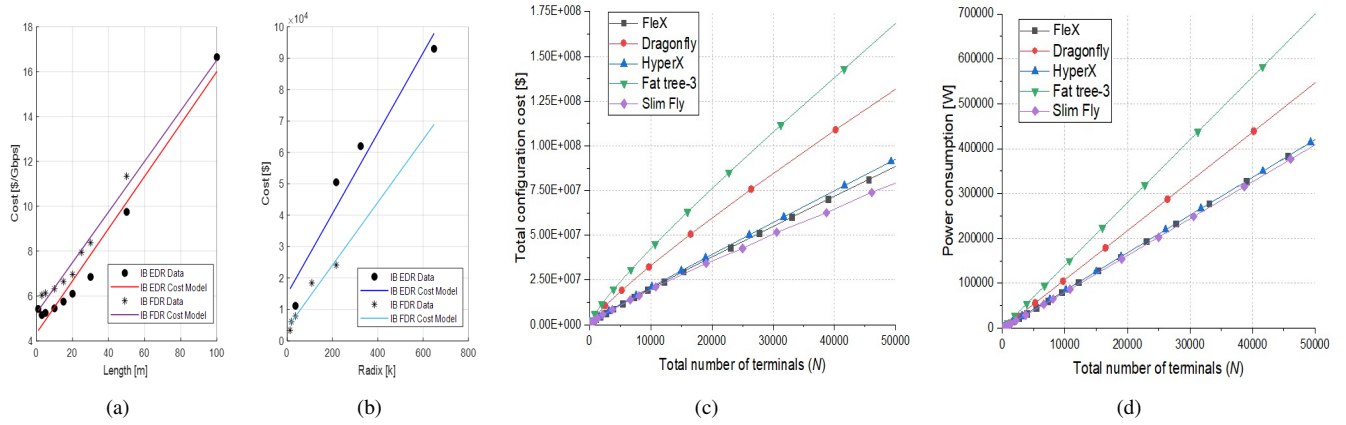 18
16
14
12
10
8
6
4
Cost[$/Gbps]
IB EDR Data
IB EDR Cost Model
IB FDR Data
IB FDR Cost Model
0 20 40 60 80 100
Length [m]
(a)
×10⁴
10
9
8
7
6
5
4
3
2
1
0
Cost[$]
IB EDR Data
IB EDR Cost Model
IB FDR Data
IB FDR Cost Model
0 200 400 600 800
Radix [k]
(b)
1.75E+008
1.50E+008
1.25E+008
1.00E+008
7.50E+007
5.00E+007
2.50E+007
0.00E+000
Total configuration cost [$]
FleX
Dragonfly
HyperX
Fat tree-3
Slim Fly
0 10000 20000 30000 40000 50000
Total number of terminals (N)
(c)
700000
600000
500000
400000
300000
200000
100000
0
Power consumption [W]
FleX
Dragonfly
HyperX
Fat tree-3
Slim Fly
0 10000 20000 30000 40000 50000
Total number of terminals (N)
(d)